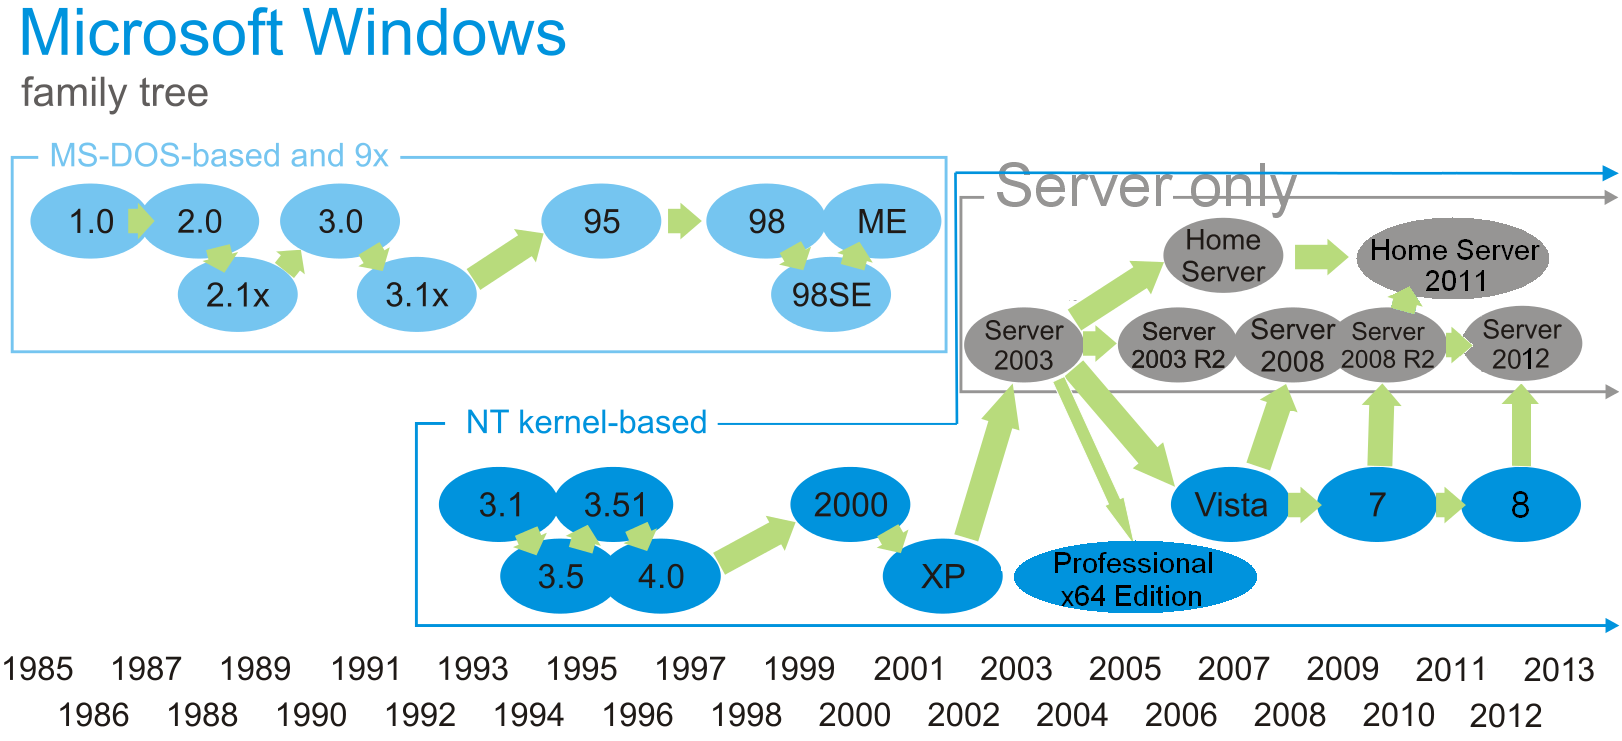 Microsoft Windows
family tree
MS-DOS-based and 9x
Server only
1.0
2.0
3.0
95
98
ME
2.1x
3.1x
98SE
Home
Server
Home Server
2011
Server
2003
Server
2003 R2
Server
2008
Server
2008 R2
Server
2012
NT kernel-based
3.1
3.51
2000
Vista
7
8
3.5
4.0
XP
Professional
x64 Edition
1985 1987 1989 1991 1993 1995 1997 1999 2001 2003 2005 2007 2009 2011 2013
1986 1988 1990 1992 1994 1996 1998 2000 2002 2004 2006 2008 2010 2012